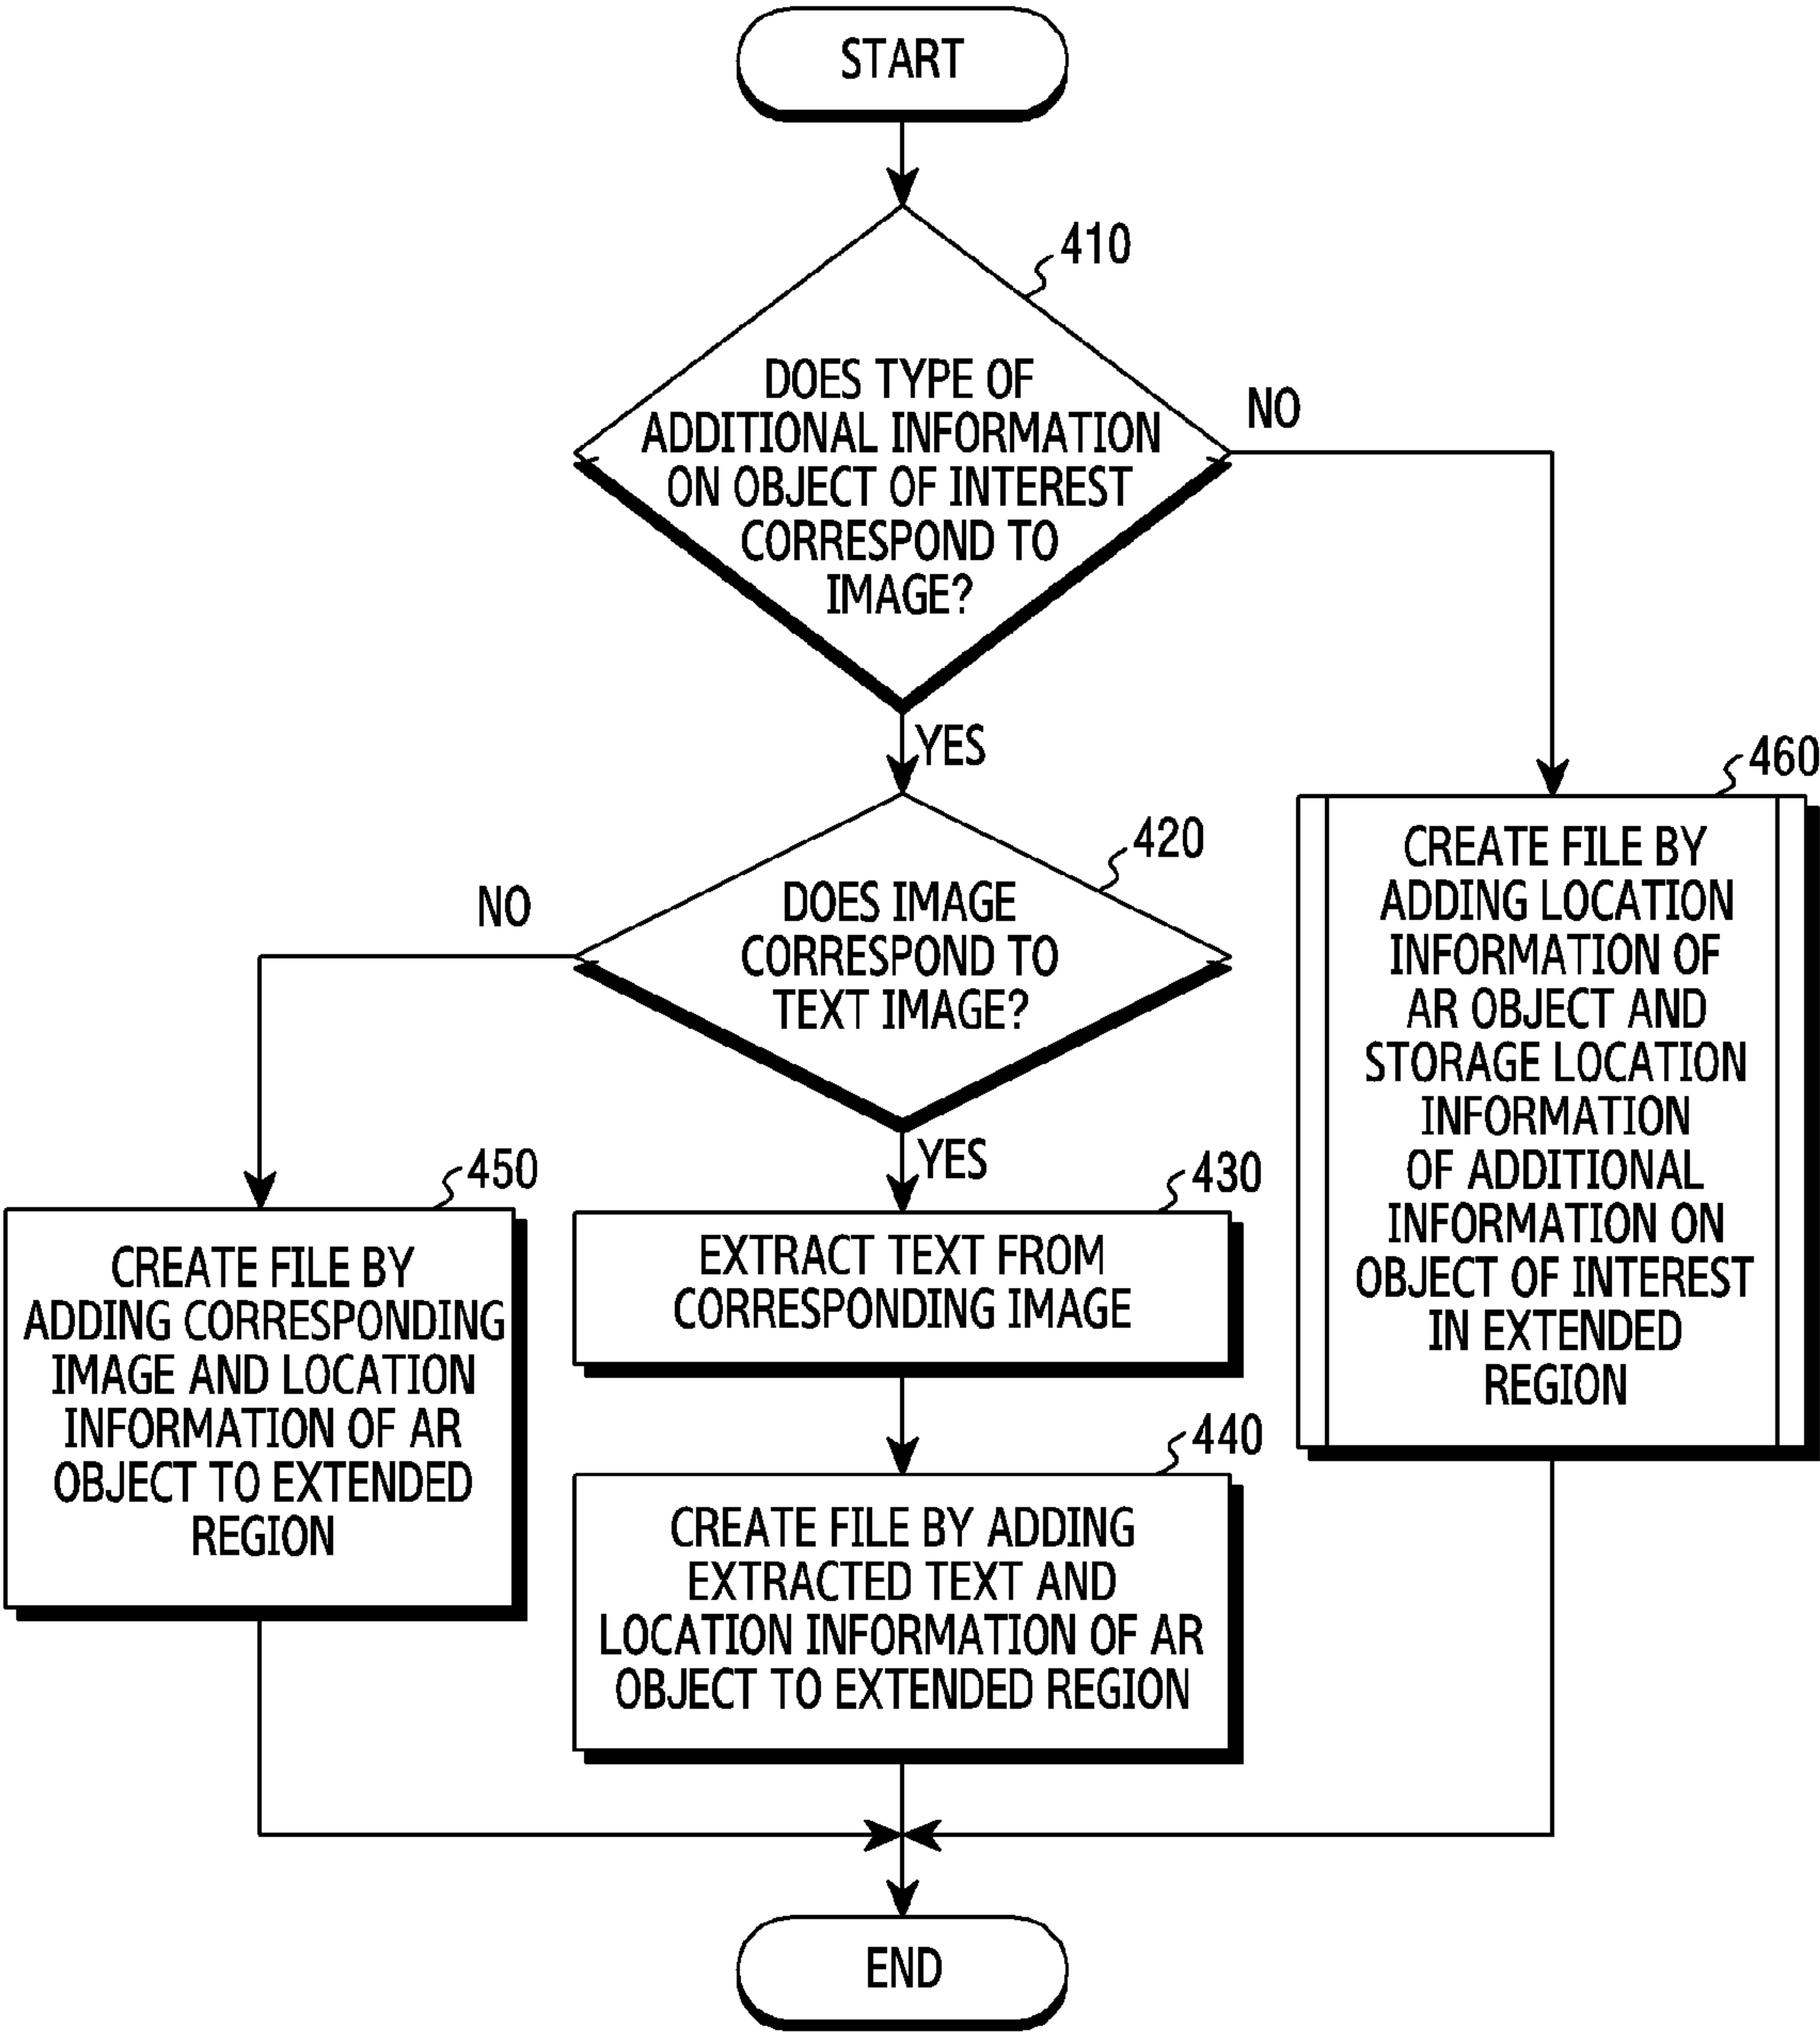 START
410
DOES TYPE OF
ADDITIONAL INFORMATION
ON OBJECT OF INTEREST
CORRESPOND TO
IMAGE?
NO
YES
420
DOES IMAGE
CORRESPOND TO
TEXT IMAGE?
NO
YES
460
CREATE FILE BY
ADDING LOCATION
INFORMATION OF
AR OBJECT AND
STORAGE LOCATION
INFORMATION
OF ADDITIONAL
INFORMATION ON
OBJECT OF INTEREST
IN EXTENDED
REGION
450
CREATE FILE BY
ADDING CORRESPONDING
IMAGE AND LOCATION
INFORMATION OF AR
OBJECT TO EXTENDED
REGION
430
EXTRACT TEXT FROM
CORRESPONDING IMAGE
440
CREATE FILE BY ADDING
EXTRACTED TEXT AND
LOCATION INFORMATION OF AR
OBJECT TO EXTENDED REGION
END